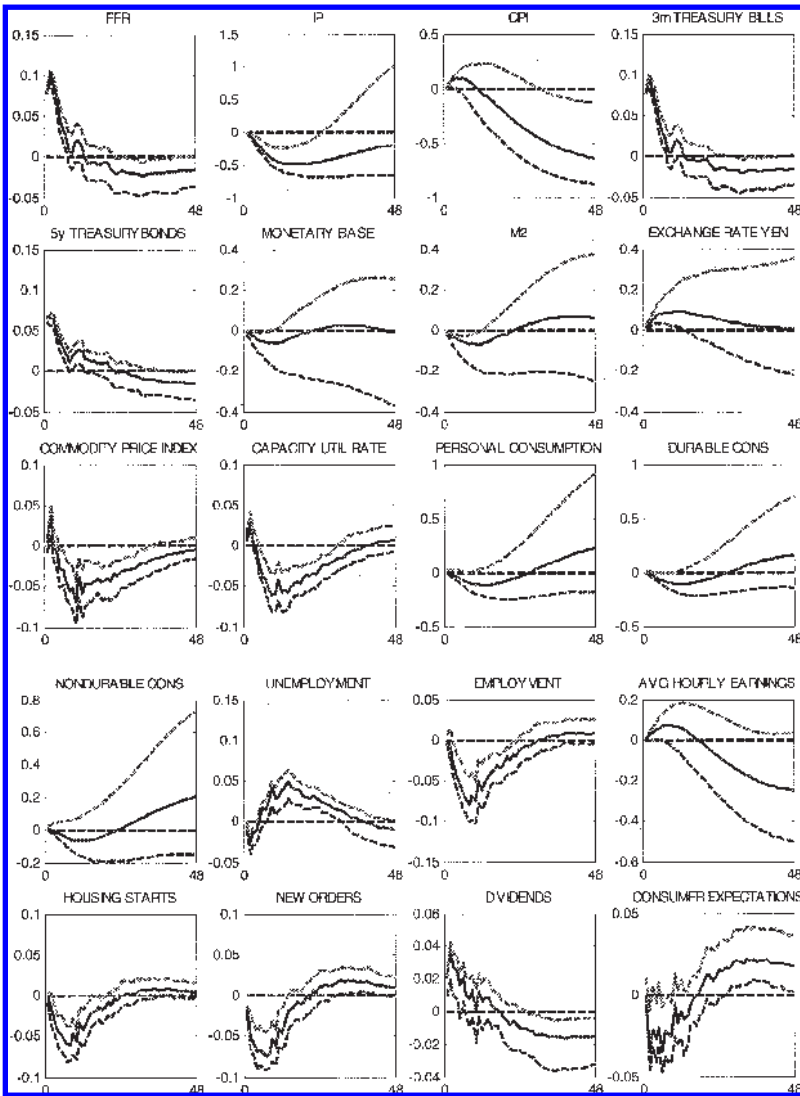 FFR IP CPI 3m TREASURY BILLS
0.15 1.5 0.5 0.15
0.1 1 0.1
0.05 0.5 0 0.05
0 0 -0.5 0
-0.05 -0.5 -0.05
-1 -1
0 48 0 48 0 48 0 48
5y TREASURY BONDS MONETARY BASE M2 EXCHANGE RATE YEN
0.15 0.4 0.4 0.4
0.1 0.2 0.2 0.2
0.05 0 0 0
0 -0.2 -0.2 -0.2
-0.05 -0.4 -0.4 -0.4
0 48 0 48 0 48 0 48
COMMODITY PRICE INDEX CAPACITY UTIL RATE PERSONAL CONSUMPTION DURABLE CONS
0.1 0.1 1 1
0.05 0.05 0.5 0.5
0 0 0 0
-0.05 -0.05
-0.1 -0.1 -0.5 -0.5
0 48 0 48 0 48 0 48
NONDURABLE CONS UNEMPLOYMENT EMPLOYMENT AVG HOURLY EARNINGS
0.8 0.15 0.05 0.2
0.6 0.1 0 0
0.4 0.05 -0.05 -0.2
0.2 0 -0.1 -0.4
0 -0.05 -0.15 -0.6
-0.2
0 48 0 48 0 48 0 48
HOUSING STARTS NEW ORDERS DIVIDENDS CONSUMER EXPECTATIONS
0.1 0.1 0.06 0.05
0.05 0.05 0.04
0 0 0.02 0
-0.05 -0.05 0
-0.1 -0.1 -0.02 -0.05
-0.04
0 48 0 48 0 48 0 48